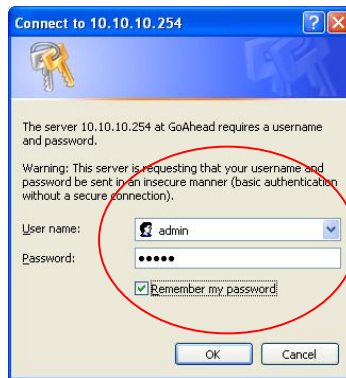 Connect to 10.10.10.254
The server 10.10.10.254 at GoAhead requires a username
and password.
Warning: This server is requesting that your username and
password be sent in an insecure manner (basic authentication
without a secure connection).
User name:
admin
Password:
•••••
Remember my password
OK
Cancel